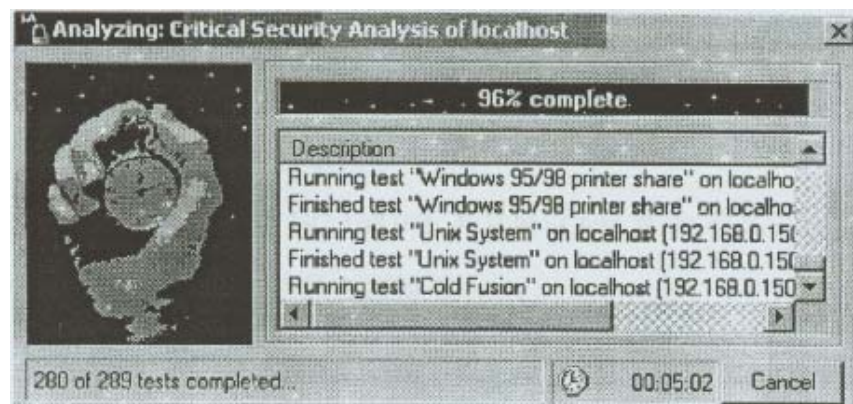 Analyzing: Critical Security Analysis of localhost
96% complete
Description
Running test "Windows 95/98 printer share" on localho
Finished test "Windows 95/98 printer share" on localho
Running test "Unix System" on localhost (192.168.0.150
Finished test "Unix System" on localhost (192.168.0.150
Running test "Cold Fusion" on localhost (192.168.0.150
280 of 289 tests completed...
00:05:02
Cancel